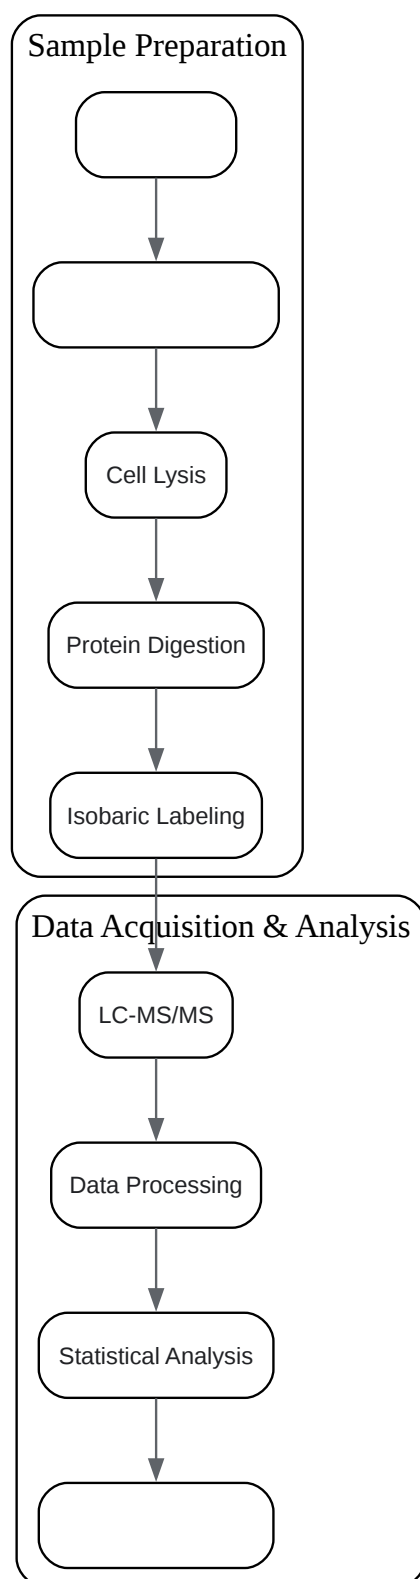 Sample Preparation
Cell Lysis
Protein Digestion
Isobaric Labeling
Data Acquisition & Analysis
LC-MS/MS
Data Processing
Statistical Analysis